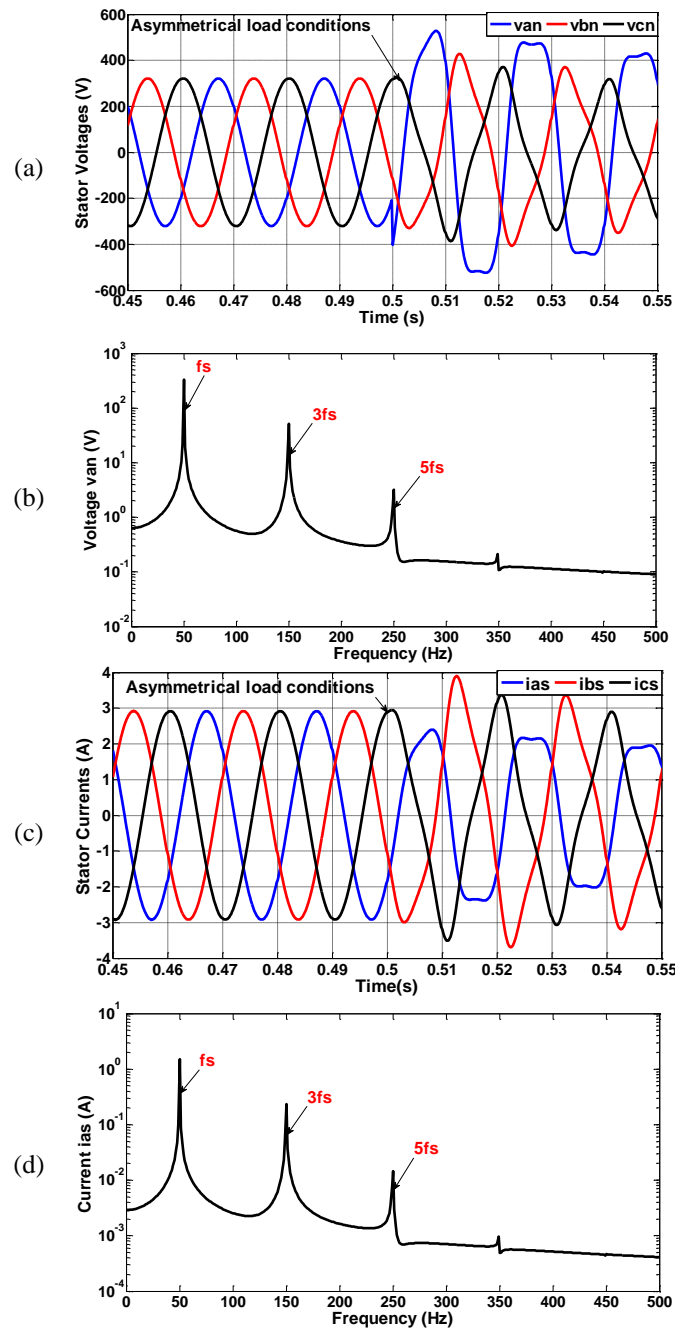 (a)
Asymmetrical load conditions
van vbn vcn
Stator Voltages (V)
600
400
200
0
-200
-400
-600
0.45 0.46 0.47 0.48 0.49 0.5 0.51 0.52 0.53 0.54 0.55
Time (s)
(b)
Voltage van (V)
10^3
10^2
10^1
10^0
10^-1
10^-2
fs
3fs
5fs
0 50 100 150 200 250 300 350 400 450 500
Frequency (Hz)
(c)
Asymmetrical load conditions
ias ibs ics
Stator Currents (A)
4
3
2
1
0
-1
-2
-3
-4
0.45 0.46 0.47 0.48 0.49 0.5 0.51 0.52 0.53 0.54 0.55
Time(s)
(d)
Current ias (A)
10^1
10^0
10^-1
10^-2
10^-3
10^-4
fs
3fs
5fs
0 50 100 150 200 250 300 350 400 450 500
Frequency (Hz)